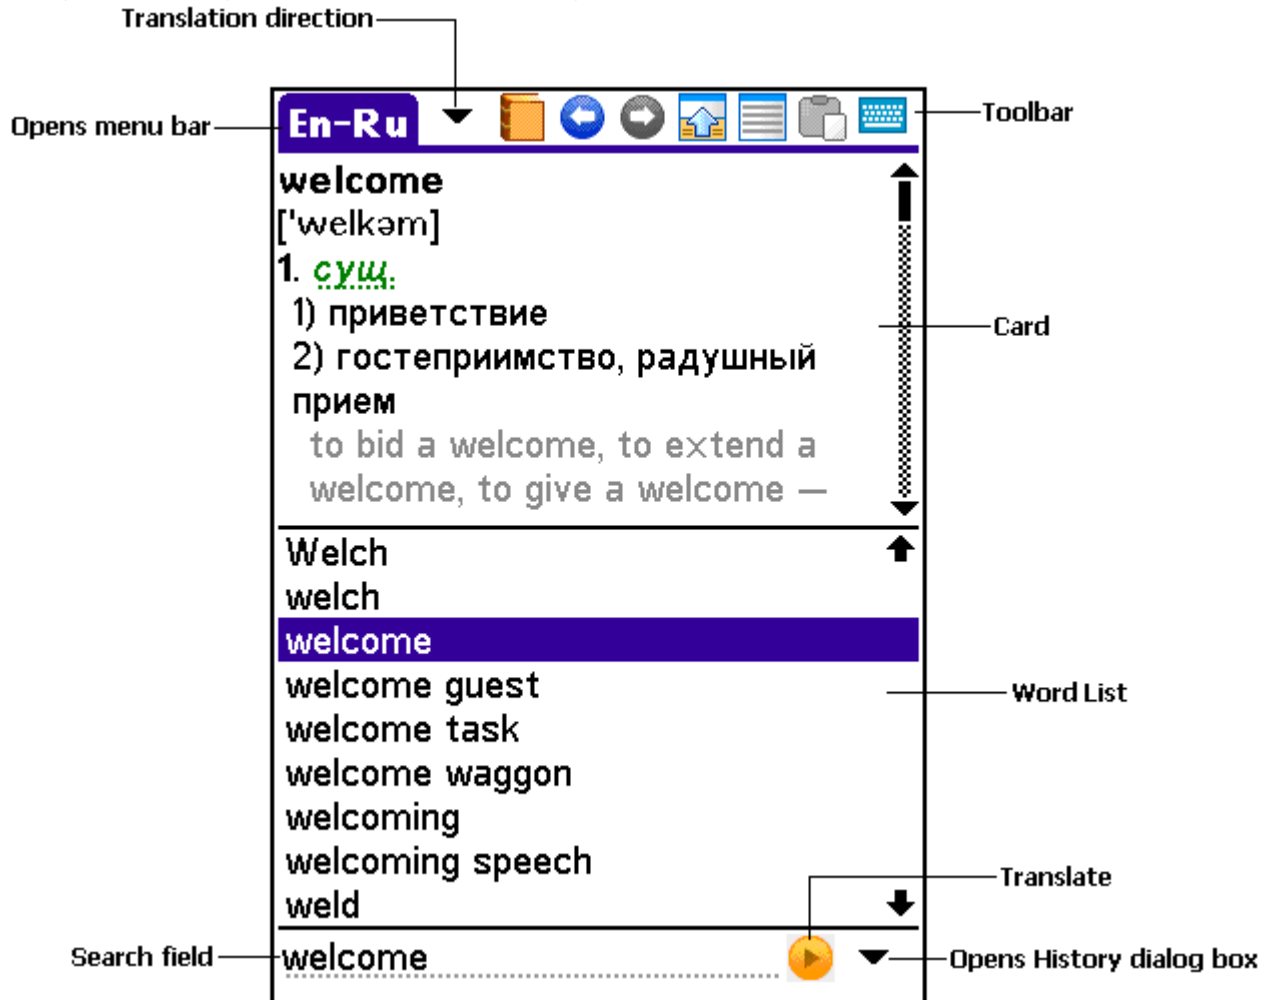 Translation direction
Opens menu bar
En-Ru
Toolbar
welcome
['welkəm]
1. сущ.
1) приветствие
Card
2) гостеприимство, радушный
прием
to bid a welcome, to extend a
welcome, to give a welcome —
Welch
welch
welcome
welcome guest
Word List
welcome task
welcome waggon
welcoming
welcoming speech
Translate
weld
Search field
welcome
Opens History dialog box